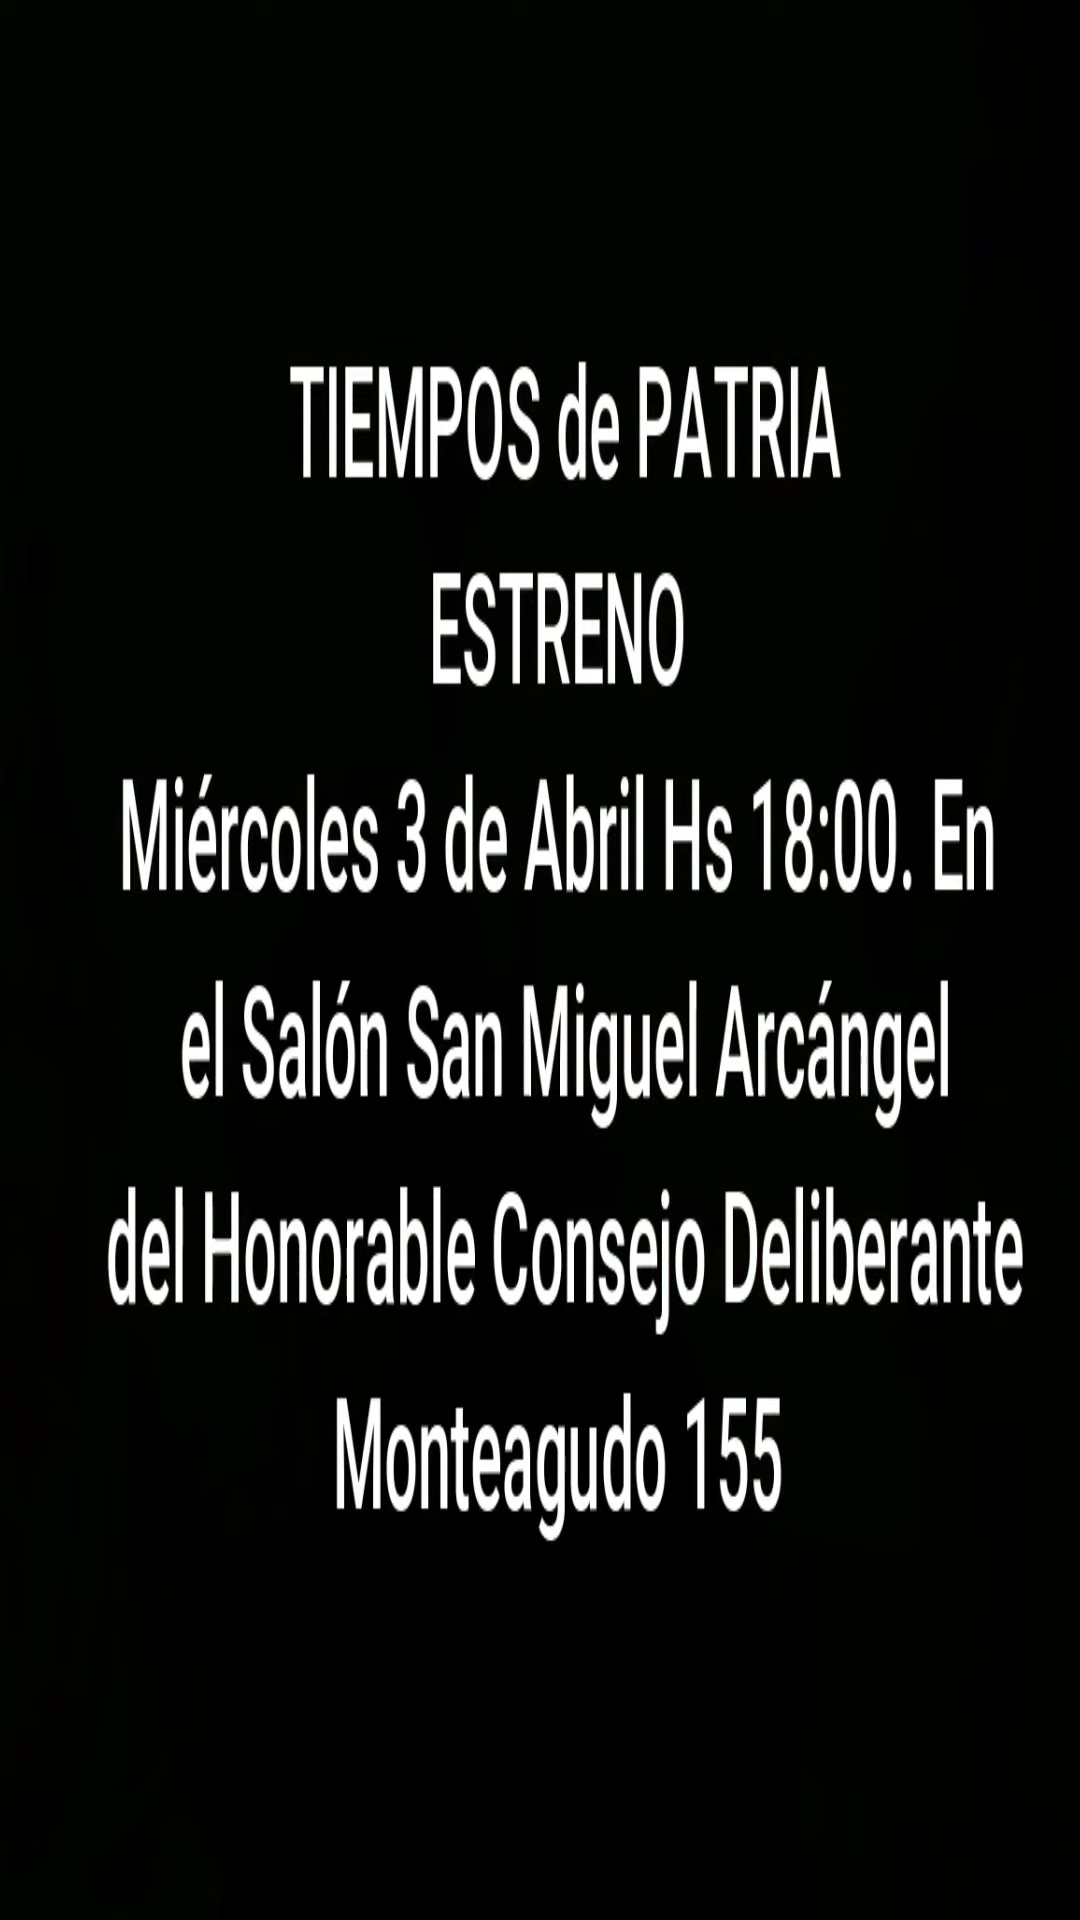 TIEMPOS de PATRIA
ESTRENO
Miércoles 3 de Abril Hs 18:00. En
el Salón San Miguel Arcángel
del Honorable Consejo Deliberante
Monteagudo 155